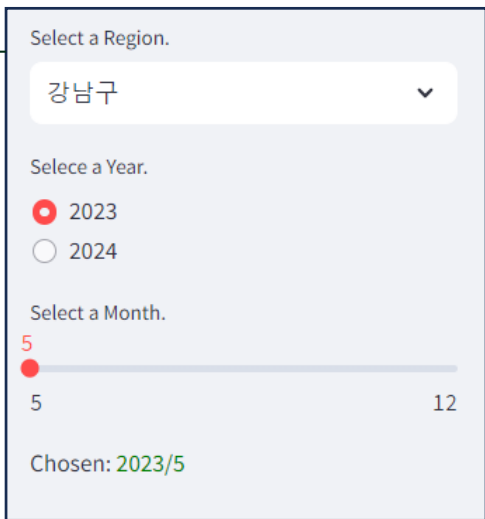 Select a Region.
강남구
Selece a Year.
2023
2024
Select a Month.
5
5 12
Chosen: 2023/5